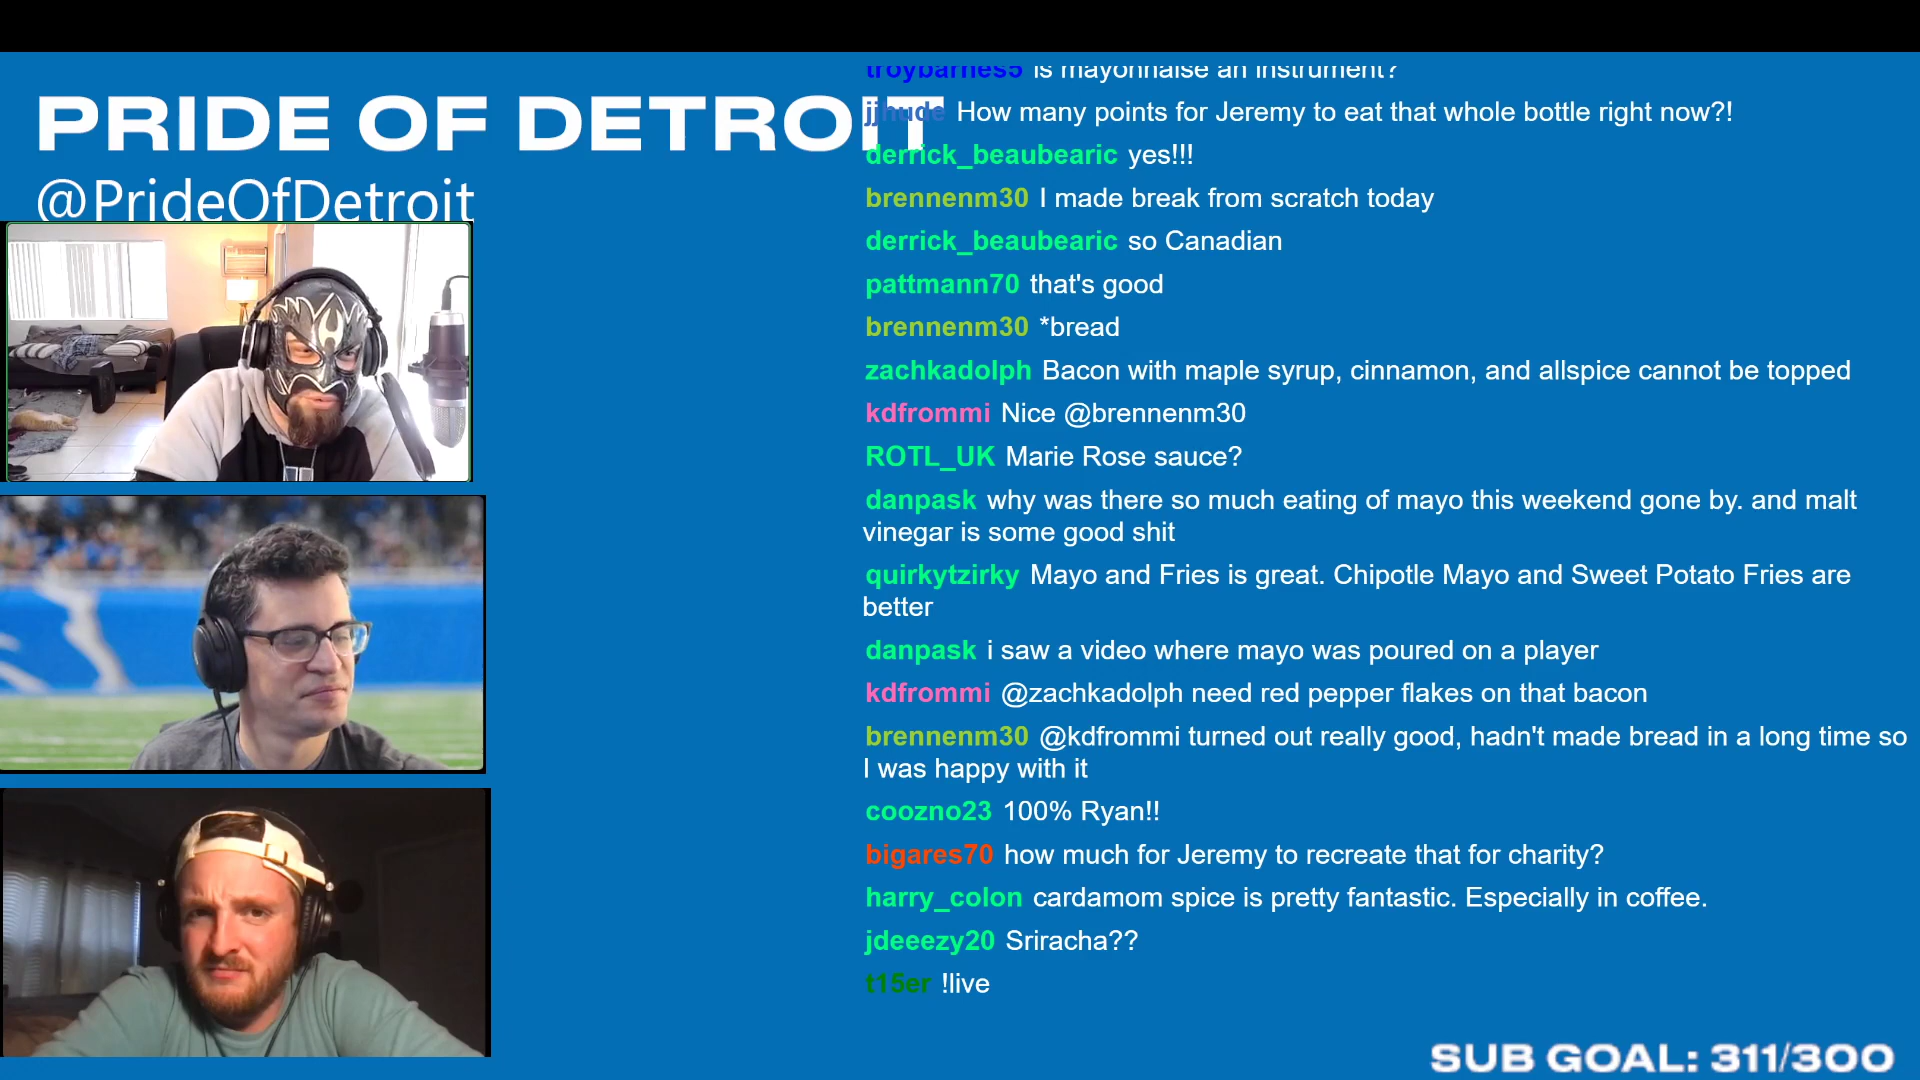 troybarnes5 is mayonnaise an instrument?
PRIDE OF DETROIT
jjhude How many points for Jeremy to eat that whole bottle right now?!
derrick_beaubearic yes!!!
@PrideOfDetroit
brennenm30 I made break from scratch today
derrick_beaubearic so Canadian
pattmann70 that's good
brennenm30 *bread
zachkadolph Bacon with maple syrup, cinnamon, and allspice cannot be topped
kdfrommi Nice @brennenm30
ROTL_UK Marie Rose sauce?
danpask why was there so much eating of mayo this weekend gone by. and malt
vinegar is some good shit
quirkytzirky Mayo and Fries is great. Chipotle Mayo and Sweet Potato Fries are
better
danpask i saw a video where mayo was poured on a player
kdfrommi @zachkadolph need red pepper flakes on that bacon
brennenm30 @kdfrommi turned out really good, hadn't made bread in a long time so
I was happy with it
coozno23 100% Ryan!!
bigares70 how much for Jeremy to recreate that for charity?
harry_colon cardamom spice is pretty fantastic. Especially in coffee.
jdeeezy20 Sriracha??
t15er !live
SUB GOAL: 311/300